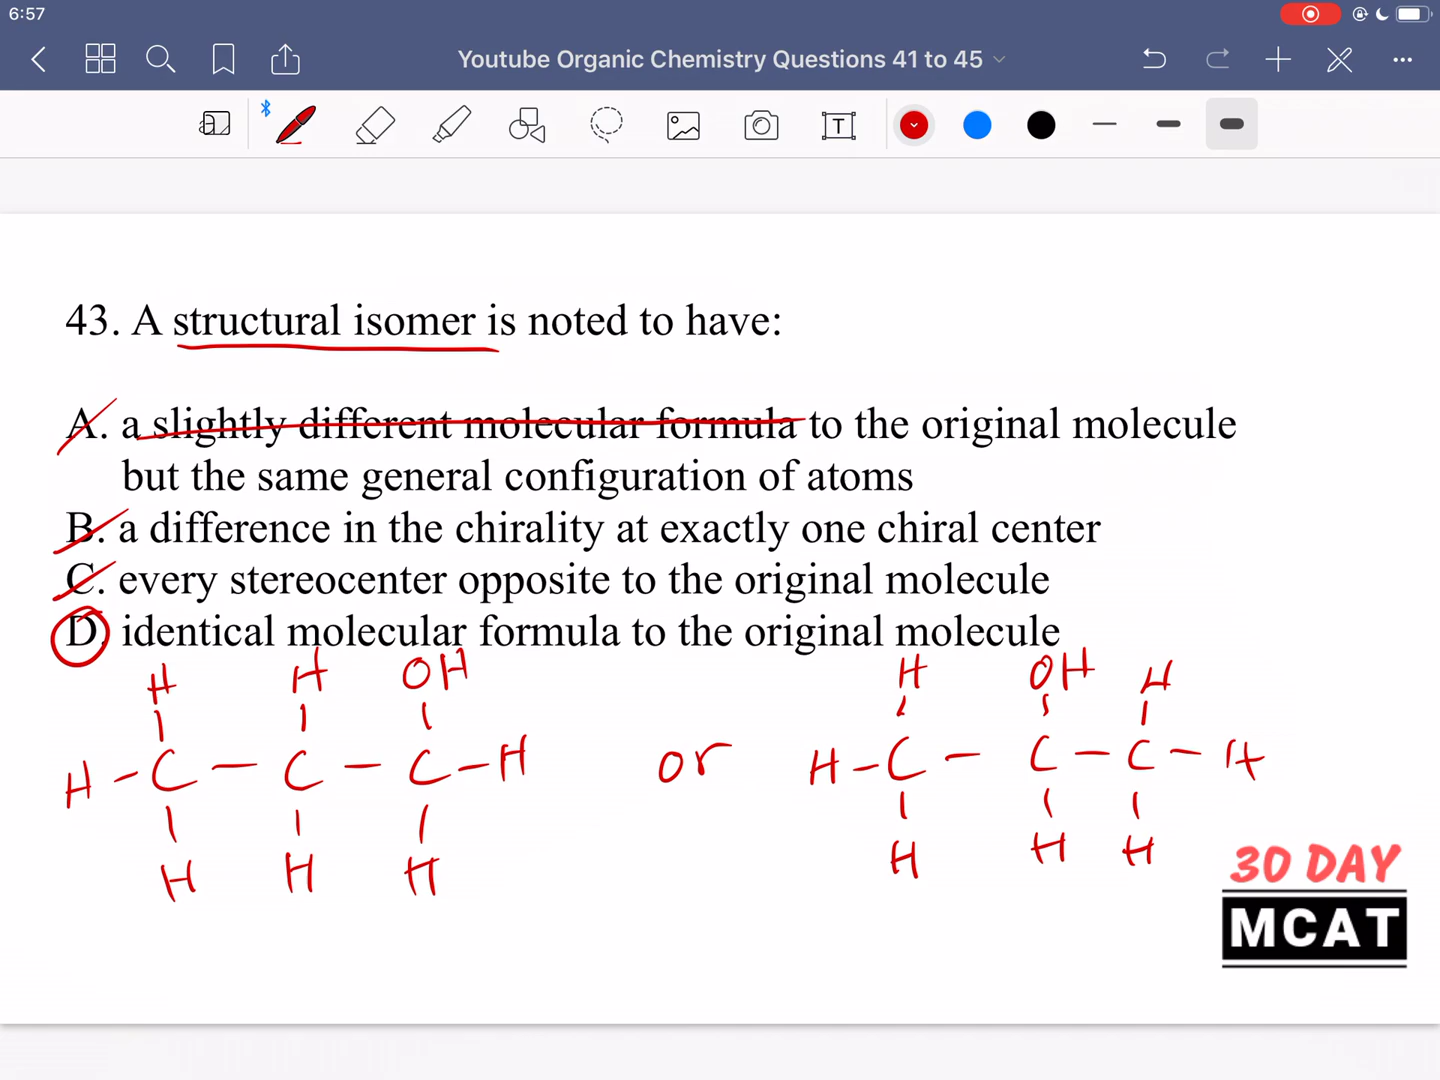 6:57
Youtube Organic Chemistry Questions 41 to 45
T
43. A structural isomer is noted to have:
A. a slightly different molecular formula to the original molecule
but the same general configuration of atoms
B. a difference in the chirality at exactly one chiral center
C. every stereocenter opposite to the original molecule
D. identical molecular formula to the original molecule
H H OH H OH H
H - C - C - C - H or H - C - C - C - H
H H H H H H
30 DAY
MCAT